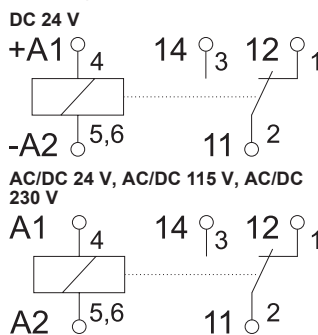 DC 24 V
+A1 14 12
4 3 1
-A2 5,6 11 2
AC/DC 24 V, AC/DC 115 V, AC/DC
230 V
A1 14 12
4 3 1
A2 5,6 11 2